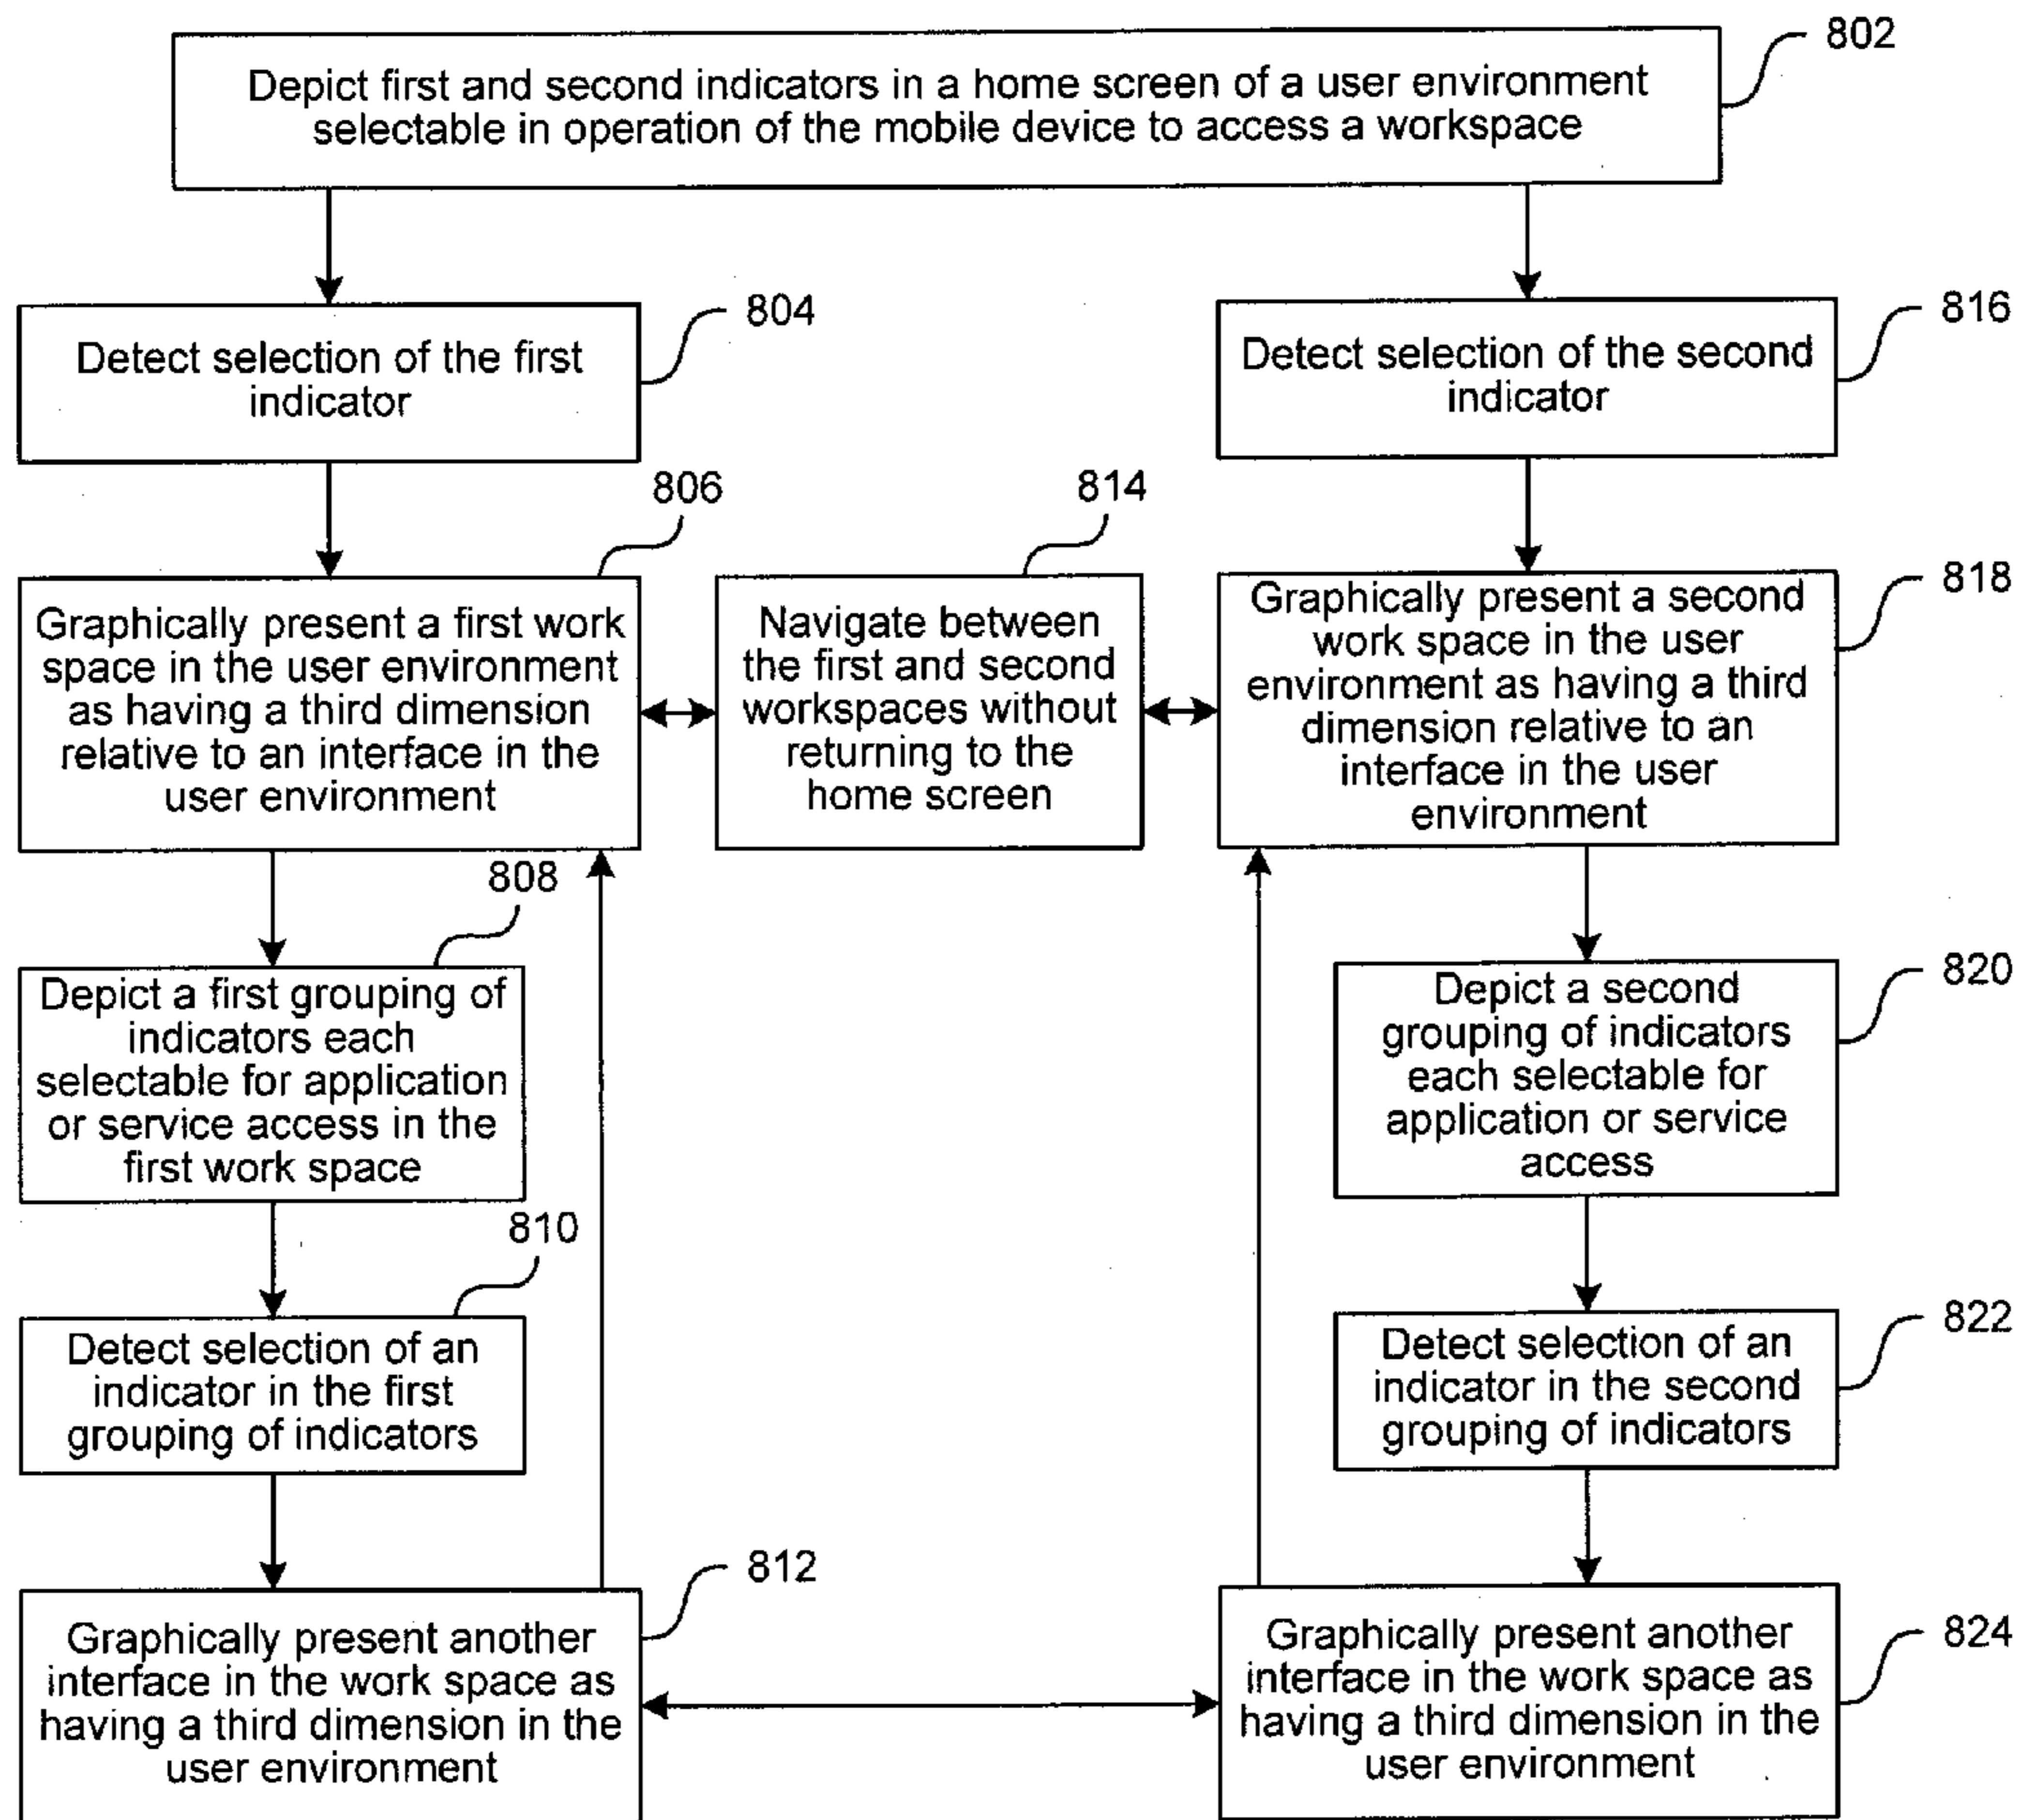 802
Depict first and second indicators in a home screen of a user environment
selectable in operation of the mobile device to access a workspace
804
Detect selection of the first
indicator
816
Detect selection of the second
indicator
806
Graphically present a first work
space in the user environment
as having a third dimension
relative to an interface in the
user environment
814
Navigate between
the first and second
workspaces without
returning to the
home screen
818
Graphically present a second
work space in the user
environment as having a third
dimension relative to an
interface in the user
environment
808
Depict a first grouping of
indicators each
selectable for application
or service access in the
first work space
820
Depict a second
grouping of indicators
each selectable for
application or service
access
810
Detect selection of an
indicator in the first
grouping of indicators
822
Detect selection of an
indicator in the second
grouping of indicators
812
Graphically present another
interface in the work space as
having a third dimension in the
user environment
824
Graphically present another
interface in the work space as
having a third dimension in the
user environment